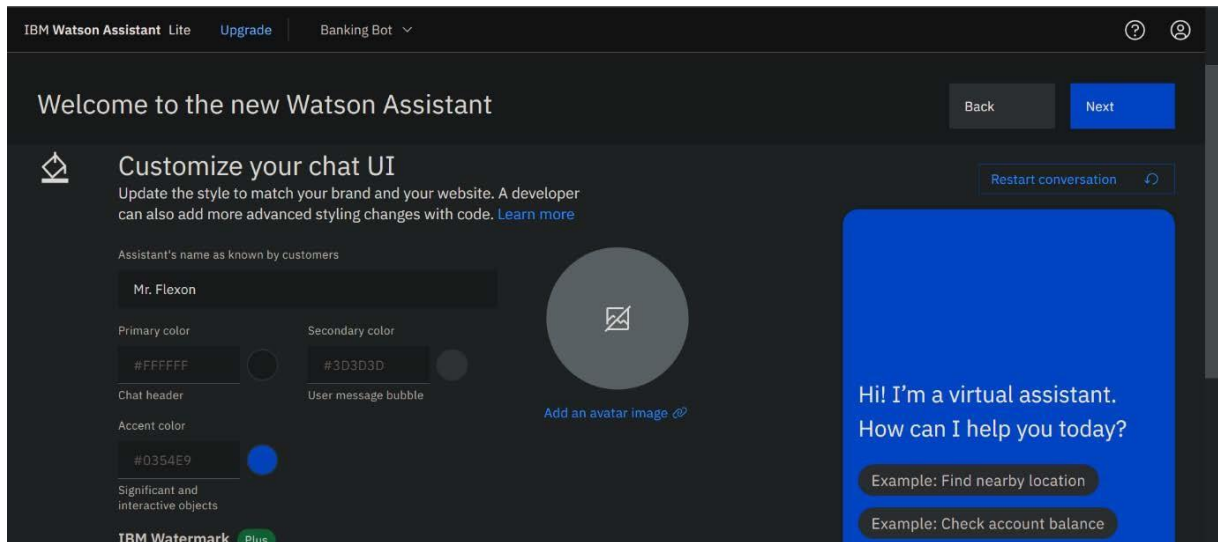 IBM Watson Assistant Lite Upgrade Banking Bot
Welcome to the new Watson Assistant
Back
Next
Customize your chat UI
Update the style to match your brand and your website. A developer
can also add more advanced styling changes with code. Learn more
Restart conversation
Assistant's name as known by customers
Mr. Flexon
Primary color
Secondary color
#FFFFFF
#3D3D3D
Chat header
User message bubble
Add an avatar image
Accent color
#0354E9
Significant and
interactive objects
IBM Watermark Plus
Hi! I'm a virtual assistant.
How can I help you today?
Example: Find nearby location
Example: Check account balance